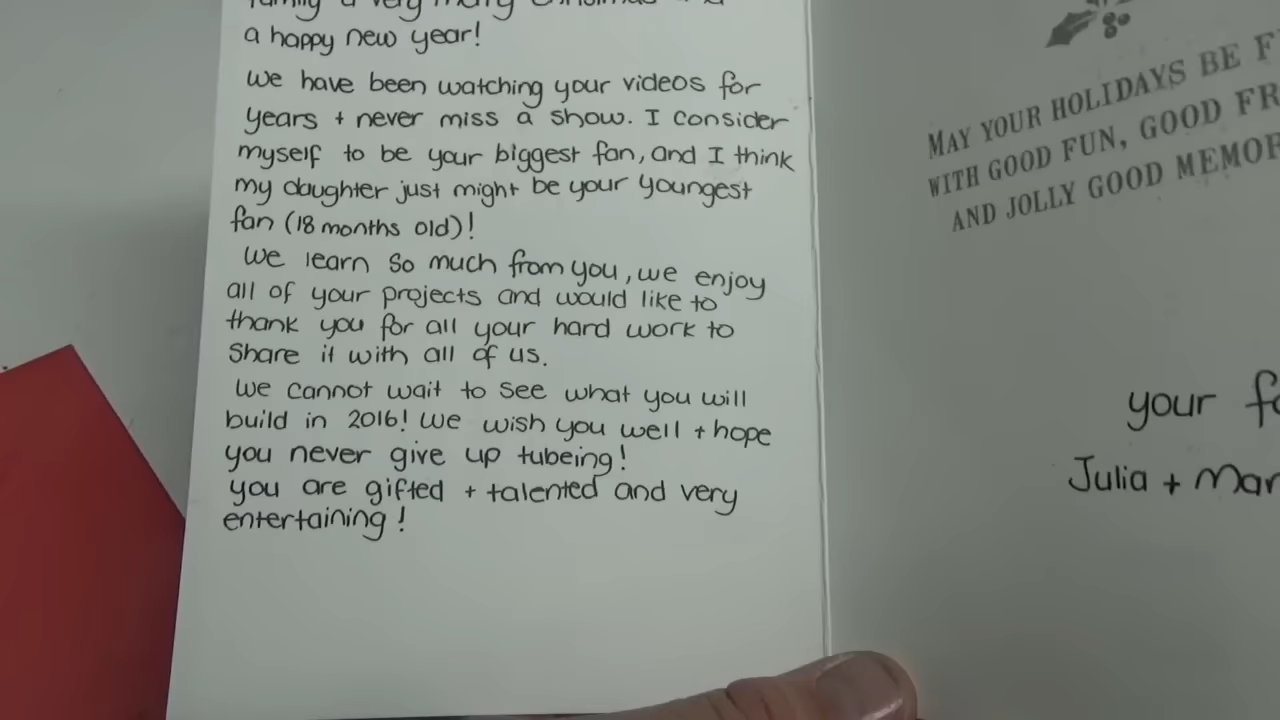 family a very merry Christmas and
a happy new year!
We have been watching your videos for
years + never miss a show. I consider
myself to be your biggest fan, and I think
my daughter just might be your youngest
fan (18 months old)!
We learn so much from you, we enjoy
all of your projects and would like to
thank you for all your hard work to
share it with all of us.
We cannot wait to see what you will
build in 2016! We wish you well + hope
you never give up tubeing!
you are gifted + talented and very
entertaining!
MAY YOUR HOLIDAYS BE
WITH GOOD FUN, GOOD
AND JOLLY GOOD
your
Julia +